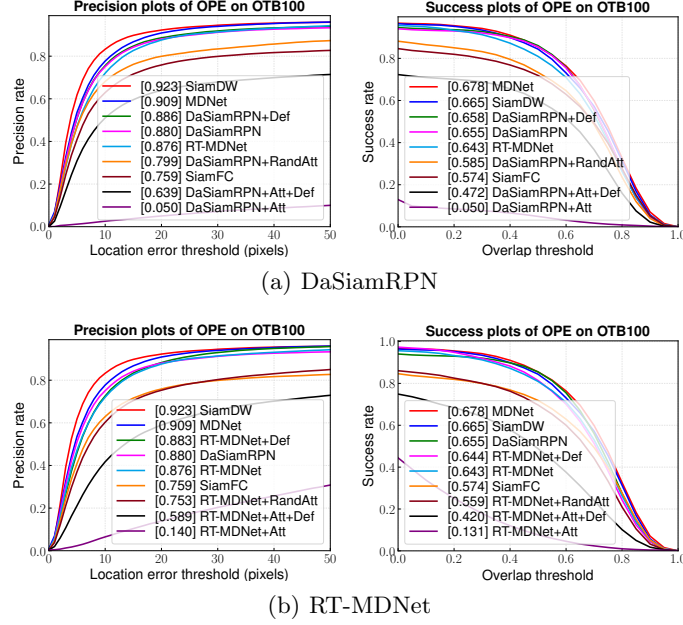 Precision plots of OPE on OTB100
Precision rate
0.8
0.6
0.4
0.2
0.0
[0.923] SiamDW
[0.909] MDNet
[0.886] DaSiamRPN+Def
[0.880] DaSiamRPN
[0.876] RT-MDNet
[0.799] DaSiamRPN+RandAtt
[0.759] SiamFC
[0.639] DaSiamRPN+Att+Def
[0.050] DaSiamRPN+Att
0 10 20 30 40 50
Location error threshold (pixels)
Success plots of OPE on OTB100
Success rate
0.8
0.6
0.4
0.2
0.0
[0.678] MDNet
[0.665] SiamDW
[0.658] DaSiamRPN+Def
[0.655] DaSiamRPN
[0.643] RT-MDNet
[0.585] DaSiamRPN+RandAtt
[0.574] SiamFC
[0.472] DaSiamRPN+Att+Def
[0.050] DaSiamRPN+Att
0.0 0.2 0.4 0.6 0.8 1.0
Overlap threshold
(a) DaSiamRPN
Precision plots of OPE on OTB100
Precision rate
0.8
0.6
0.4
0.2
0.0
[0.923] SiamDW
[0.909] MDNet
[0.883] RT-MDNet+Def
[0.880] DaSiamRPN
[0.876] RT-MDNet
[0.759] SiamFC
[0.753] RT-MDNet+RandAtt
[0.589] RT-MDNet+Att+Def
[0.140] RT-MDNet+Att
0 10 20 30 40 50
Location error threshold (pixels)
Success plots of OPE on OTB100
Success rate
1.0
0.8
0.6
0.4
0.2
0.0
[0.678] MDNet
[0.665] SiamDW
[0.655] DaSiamRPN
[0.644] RT-MDNet+Def
[0.643] RT-MDNet
[0.574] SiamFC
[0.559] RT-MDNet+RandAtt
[0.420] RT-MDNet+Att+Def
[0.131] RT-MDNet+Att
0.0 0.2 0.4 0.6 0.8 1.0
Overlap threshold
(b) RT-MDNet